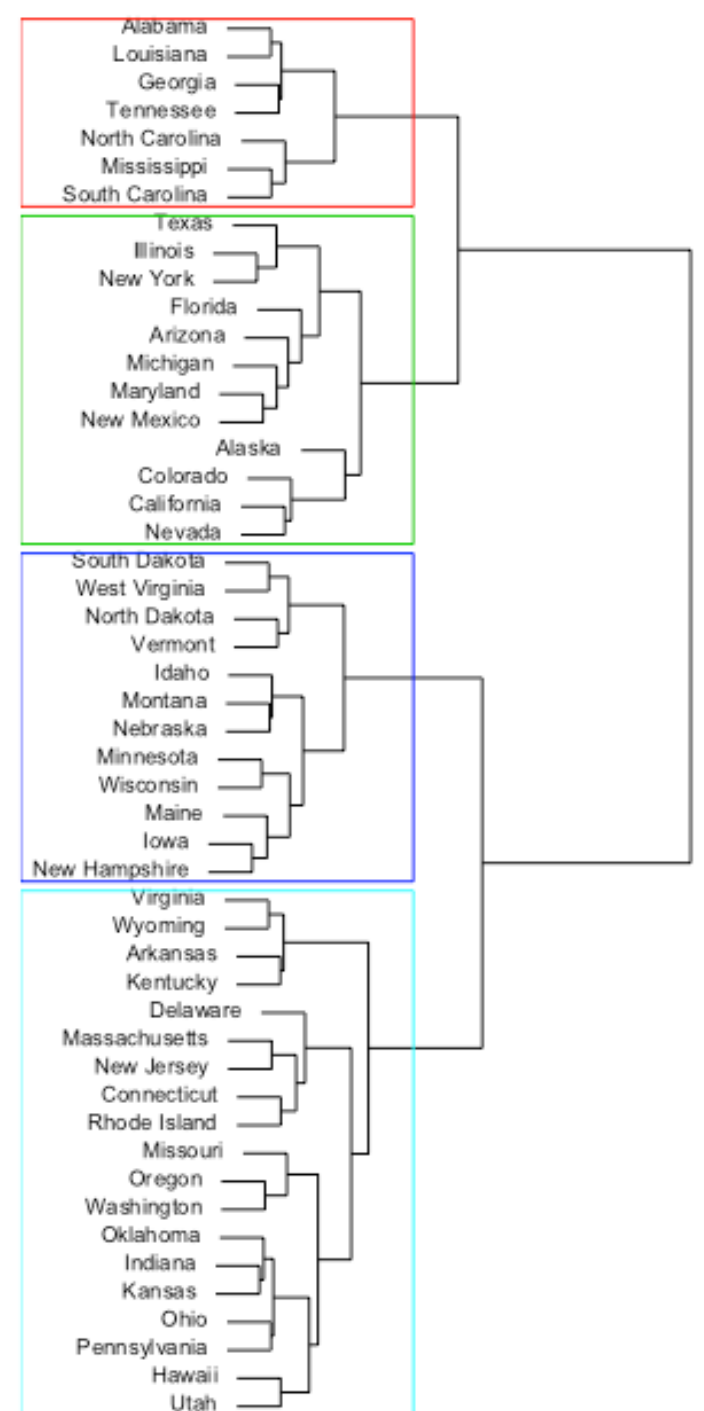 Alabama
Louisiana
Georgia
Tennessee
North Carolina
Mississippi
South Carolina
Texas
Illinois
New York
Florida
Arizona
Michigan
Maryland
New Mexico
Alaska
Colorado
California
Nevada
South Dakota
West Virginia
North Dakota
Vermont
Idaho
Montana
Nebraska
Minnesota
Wisconsin
Maine
Iowa
New Hampshire
Virginia
Wyoming
Arkansas
Kentucky
Delaware
Massachusetts
New Jersey
Connecticut
Rhode Island
Missouri
Oregon
Washington
Oklahoma
Indiana
Kansas
Ohio
Pennsylvania
Hawaii
Utah